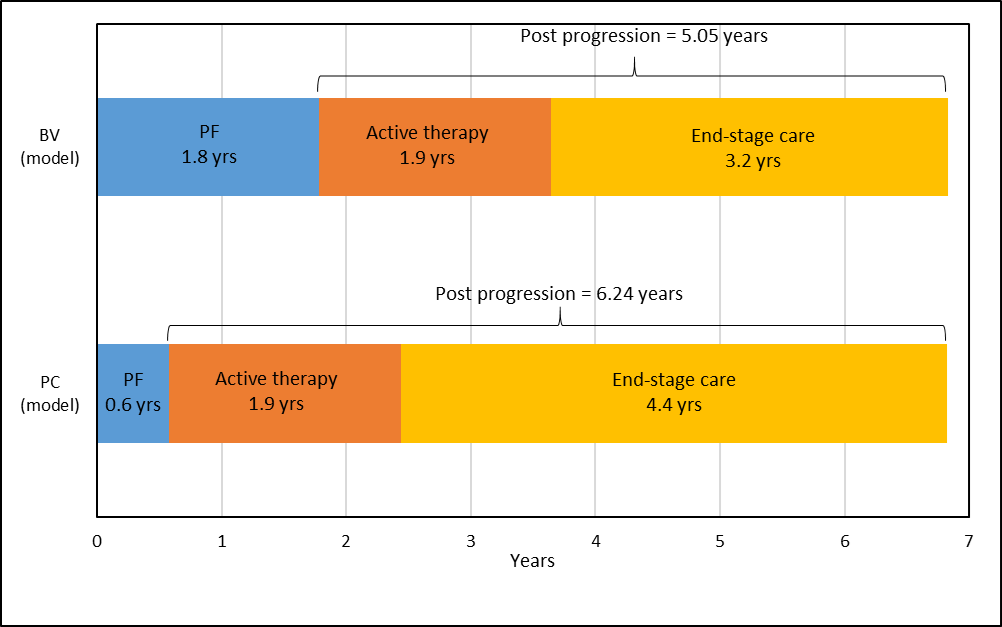 Post progression = 5.05 years
BV
(model)
PF
1.8 yrs
Active therapy
1.9 yrs
End-stage care
3.2 yrs
Post progression = 6.24 years
PC
(model)
PF
0.6 yrs
Active therapy
1.9 yrs
End-stage care
4.4 yrs
0 1 2 3 4 5 6 7
Years